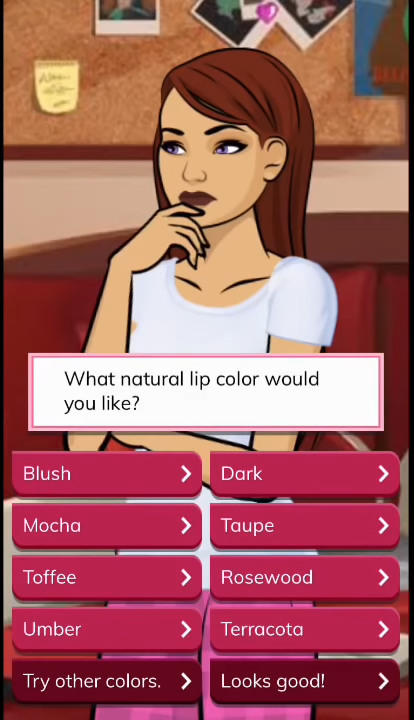 What natural lip color would
you like?
Blush
Dark
Mocha
Taupe
Toffee
Rosewood
Umber
Terracota
Try other colors.
Looks good!